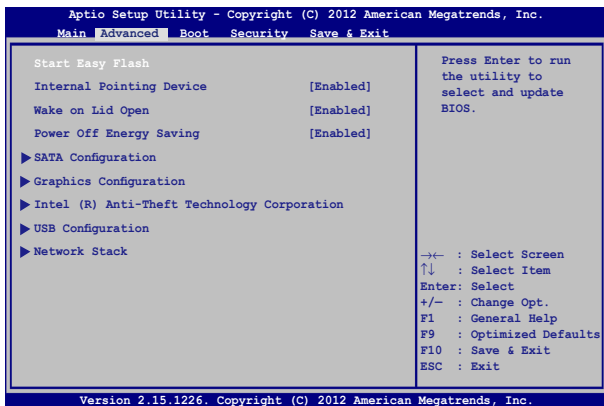 Aptio Setup Utility - Copyright (C) 2012 American Megatrends, Inc.
Main Advanced Boot Security Save & Exit
Start Easy Flash
Internal Pointing Device [Enabled]
Wake on Lid Open [Enabled]
Power Off Energy Saving [Enabled]
SATA Configuration
Graphics Configuration
Intel (R) Anti-Theft Technology Corporation
USB Configuration
Network Stack
Press Enter to run
the utility to
select and update
BIOS.
→← : Select Screen
↑↓ : Select Item
Enter: Select
+/— : Change Opt.
F1 : General Help
F9 : Optimized Defaults
F10 : Save & Exit
ESC : Exit
Version 2.15.1226. Copyright (C) 2012 American Megatrends, Inc.